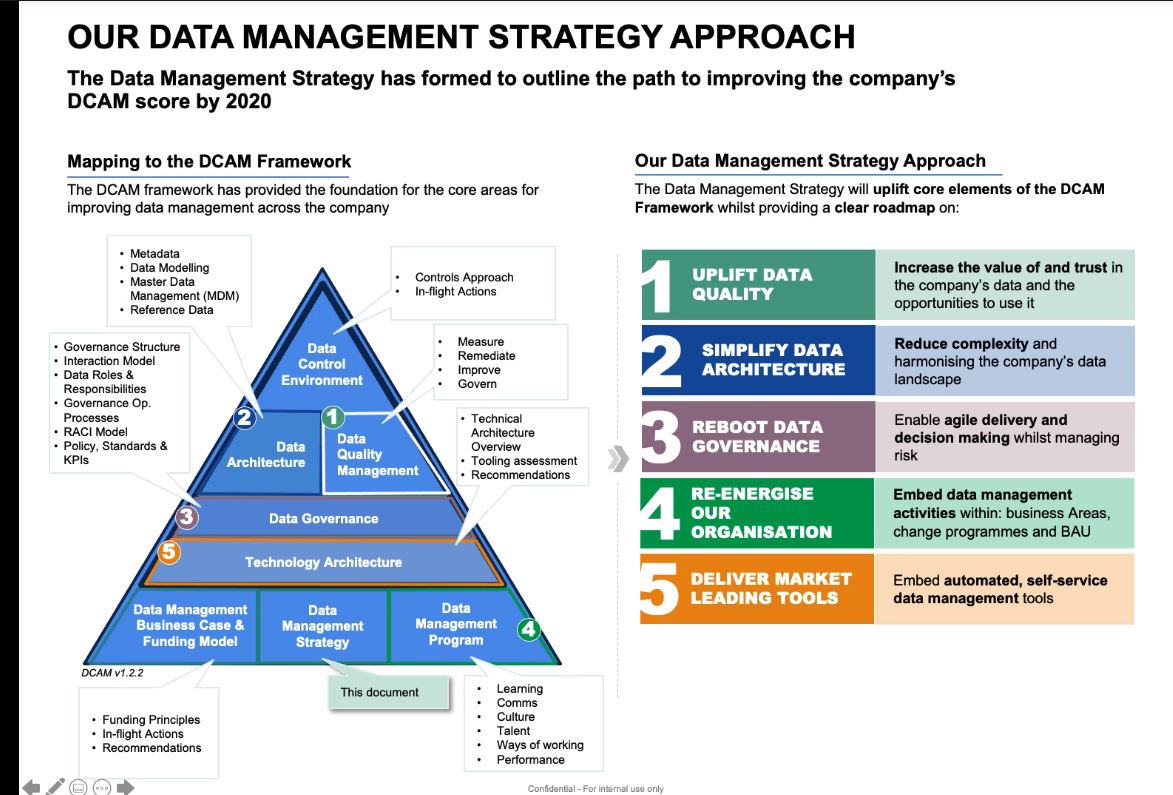 OUR DATA MANAGEMENT STRATEGY APPROACH
The Data Management Strategy has formed to outline the path to improving the company's
DCAM score by 2020
Mapping to the DCAM Framework
The DCAM framework has provided the foundation for the core areas for
improving data management across the company
• Metadata
• Data Modelling
• Master Data
Management (MDM)
• Reference Data
• Controls Approach
• In-flight Actions
• Governance Structure
• Interaction Model
• Data Roles &
Responsibilities
• Governance Op.
Processes
• RACI Model
• Policy, Standards &
KPIs
• Measure
• Remediate
• Improve
• Govern
• Technical
Architecture
Overview
• Tooling assessment
• Recommendations
Data
Control
Environment
2
Data
Architecture
1
Data
Quality
Management
3
Data Governance
5
Technology Architecture
Data Management
Business Case &
Funding Model
Data
Management
Strategy
Data
Management
Program
4
DCAM v1.2.2
• Funding Principles
• In-flight Actions
• Recommendations
This document
• Learning
• Comms
• Culture
• Talent
• Ways of working
• Performance
Our Data Management Strategy Approach
The Data Management Strategy will uplift core elements of the DCAM
Framework whilst providing a clear roadmap on:
1
UPLIFT DATA
QUALITY
Increase the value of and trust in
the company's data and the
opportunities to use it
2
SIMPLIFY DATA
ARCHITECTURE
Reduce complexity and
harmonising the company's data
landscape
3
REBOOT DATA
GOVERNANCE
Enable agile delivery and
decision making whilst managing
risk
4
RE-ENERGISE
OUR
ORGANISATION
Embed data management
activities within: business Areas,
change programmes and BAU
5
DELIVER MARKET
LEADING TOOLS
Embed automated, self-service
data management tools
Confidential - For internal use only